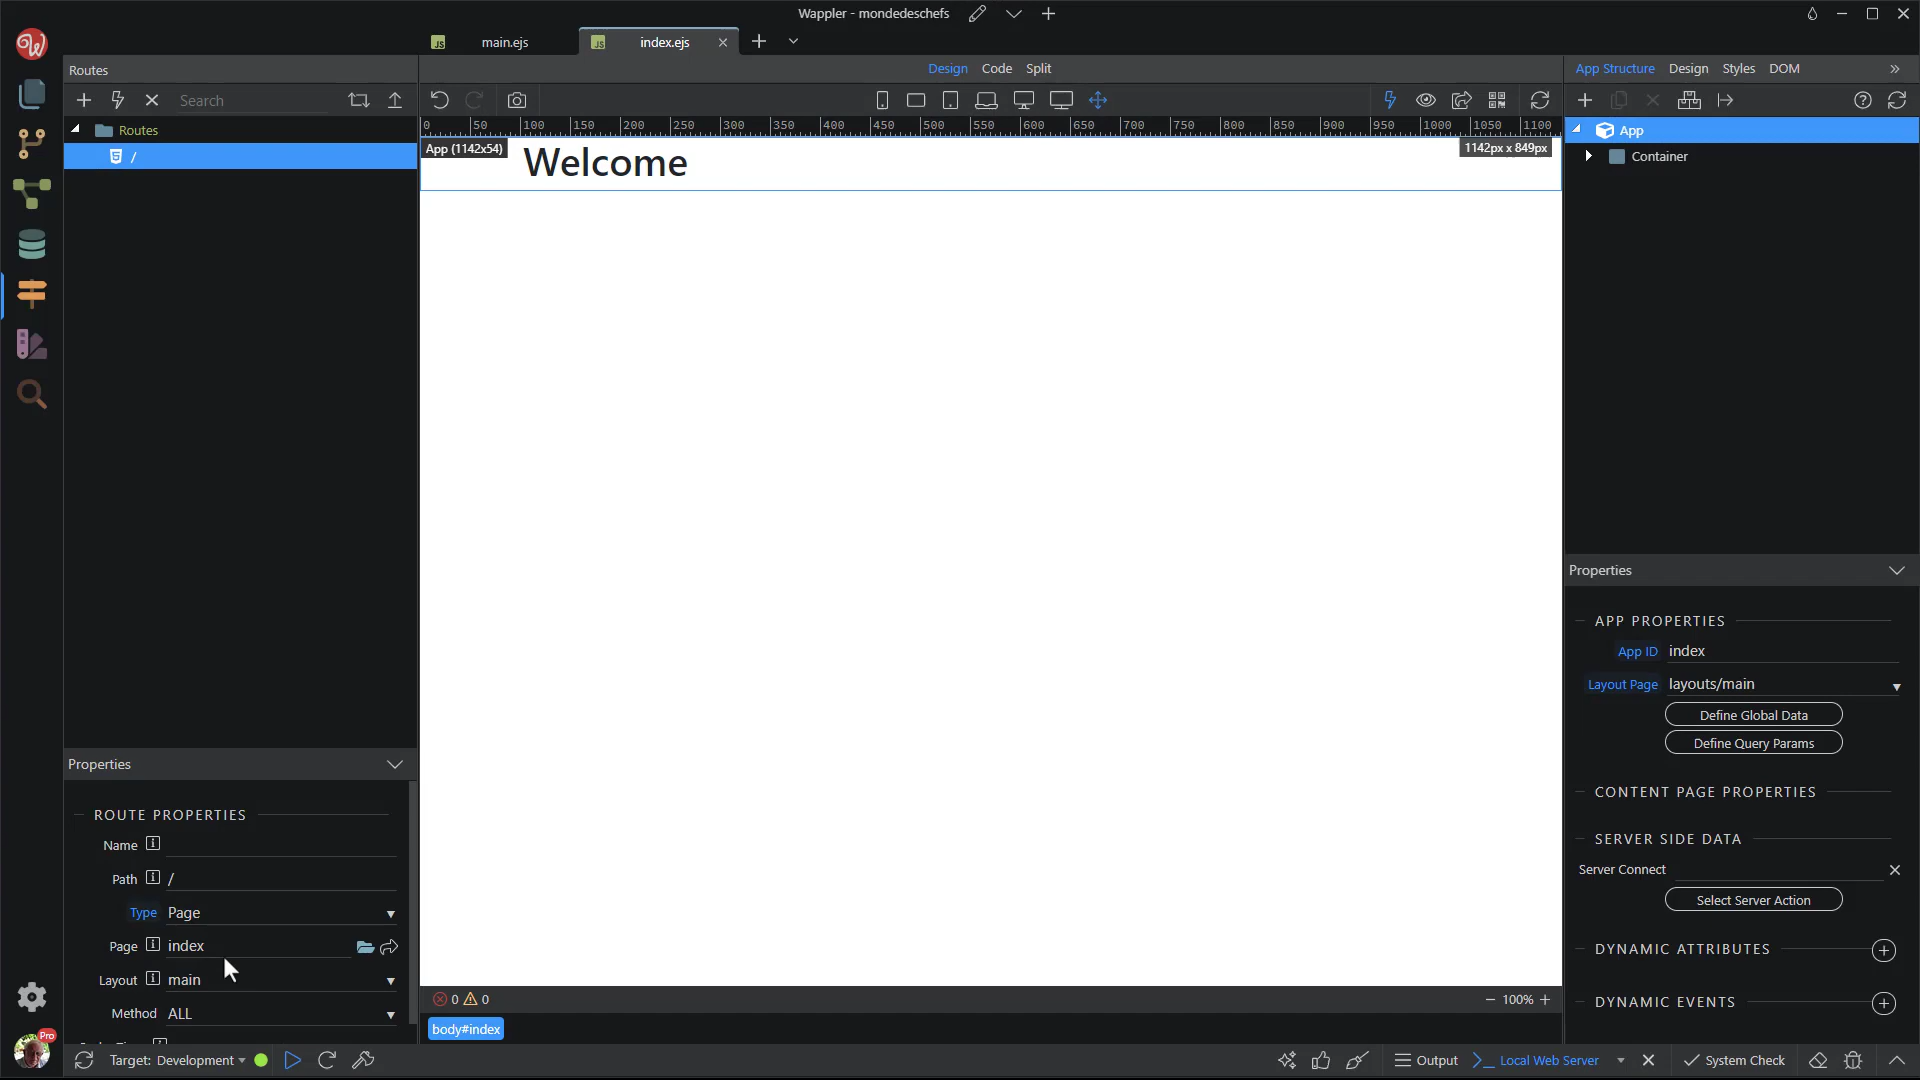 Wappler - mondedeschefs
main.ejs
index.ejs
Routes
Design Code Split
App Structure Design Styles DOM
Search
Routes
/
0 50 100 150 200 250 300 350 400 450 500 550 600 650 700 750 800 850 900 950 1000 1050 1100
App (1142x54)
Welcome
1142px x 849px
App
Container
Properties
APP PROPERTIES
App ID index
Layout Page layouts/main
Define Global Data
Define Query Params
CONTENT PAGE PROPERTIES
SERVER SIDE DATA
Server Connect
Select Server Action
DYNAMIC ATTRIBUTES
DYNAMIC EVENTS
Properties
ROUTE PROPERTIES
Name
Path /
Type Page
Page index
Layout main
Method ALL
0 0
100%
body#index
Pro
Target: Development
Output
Local Web Server
System Check